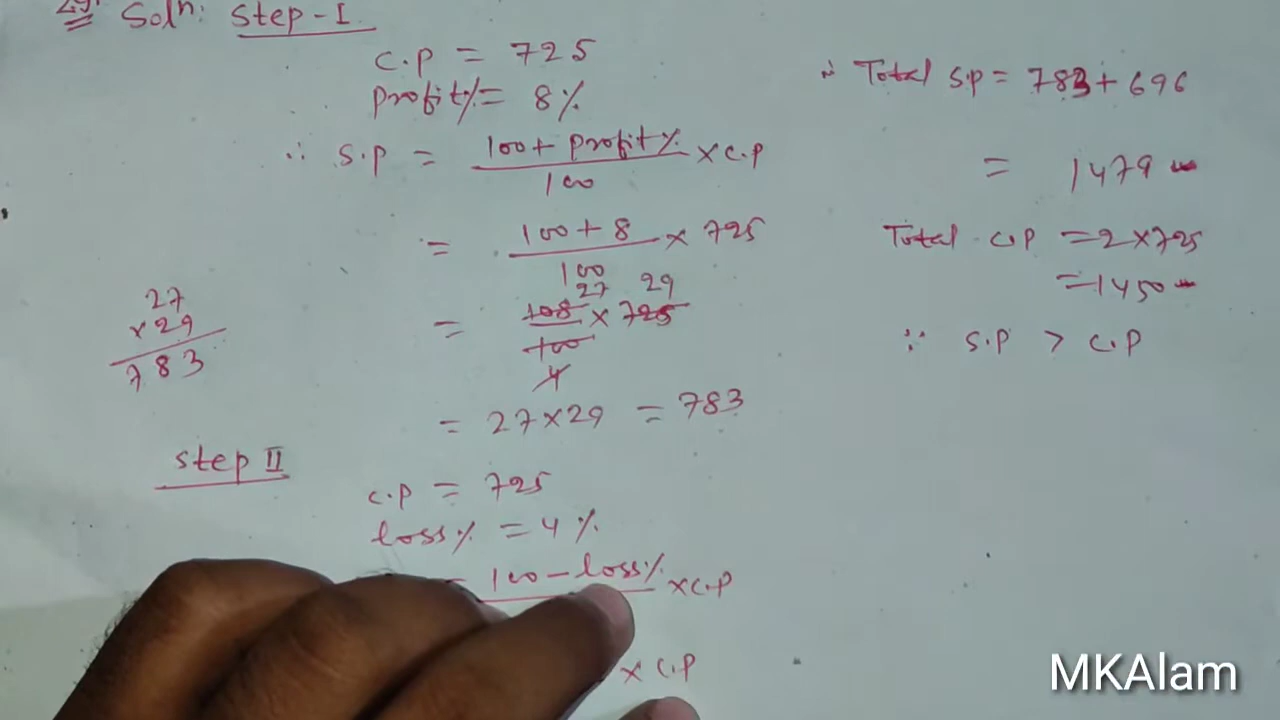 29. Solⁿ: Step-I
C.P = 725
Profit% = 8%
∴ S.P = 100+ Profit% / 100 × C.P
= 100+8 / 100 × 725
27 29
= 108 / 100 × 725
4
= 27×29 = 783
27
×29
783
Step II
C.P = 725
loss% = 4%
= 100 - loss% × C.P
× C.P
∴ Total S.P = 783+696
= 1479
Total C.P = 2×725
= 1450
∵ S.P > C.P
MKAlam